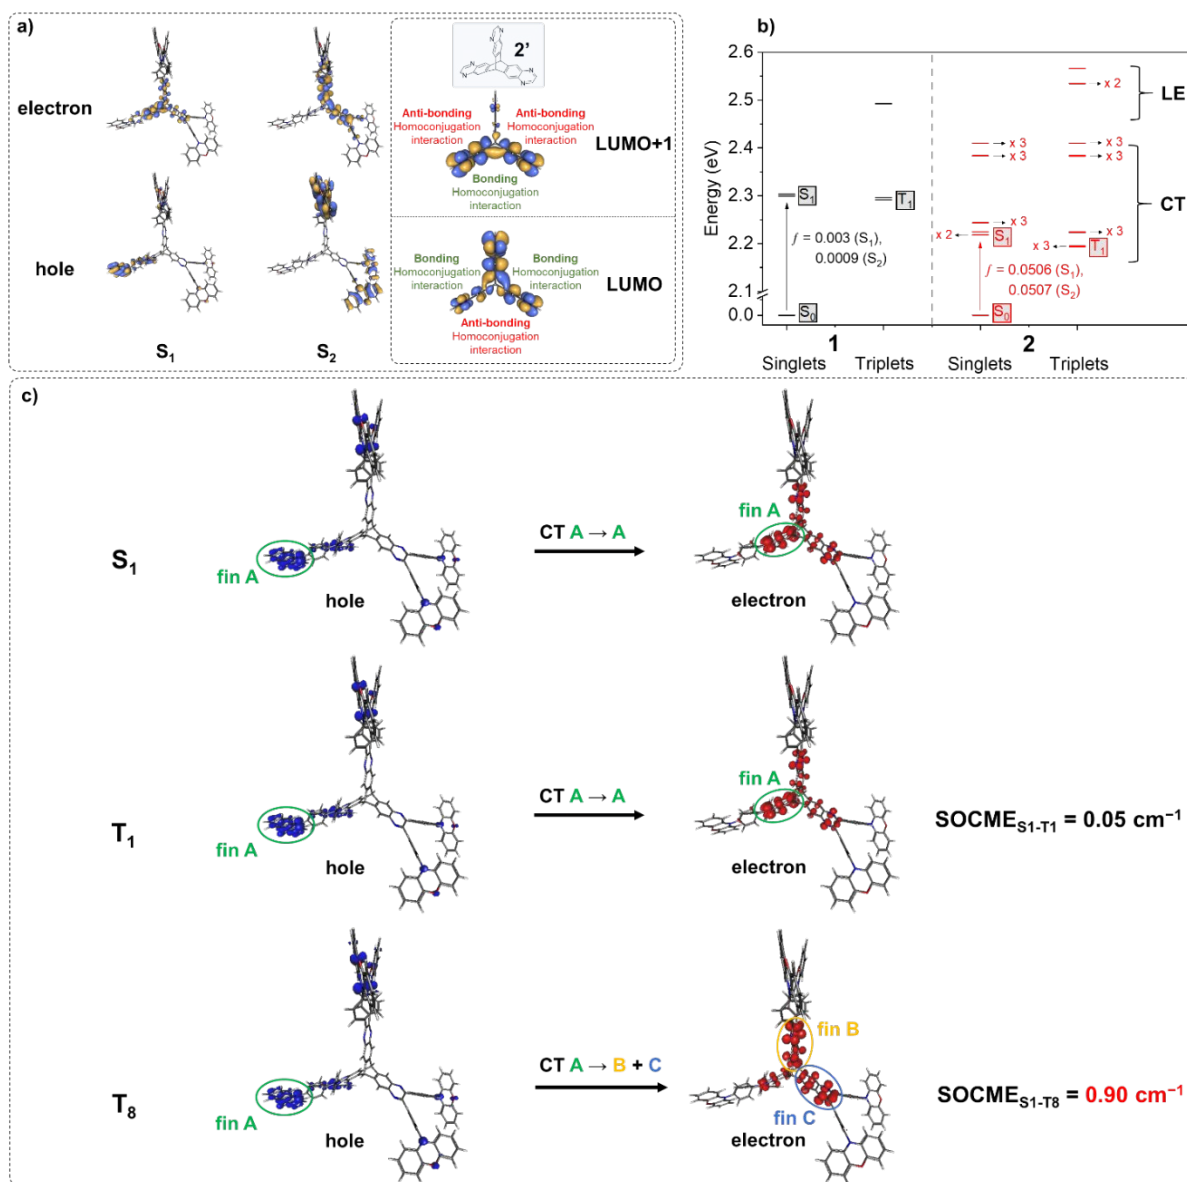 a)
electron
hole
S₁
S₂
2'
N
N
N
N
N
N
Anti-bonding
Homoconjugation
interaction
Anti-bonding
Homoconjugation
interaction
LUMO+1
Bonding
Homoconjugation
interaction
Bonding
Homoconjugation
interaction
Bonding
Homoconjugation
interaction
LUMO
Anti-bonding
Homoconjugation
interaction
b)
Energy (eV)
2.6
2.5
2.4
2.3
2.2
2.1
0.0
S₁
T₁
f = 0.003 (S₁),
0.0009 (S₂)
S₀
x 2
LE
x 3
x 3
x 3
x 3
CT
x 3
x 2
S₁
x 3
x 3
T₁
f = 0.0506 (S₁),
0.0507 (S₂)
S₀
1
2
Singlets
Triplets
Singlets
Triplets
c)
S₁
fin A
hole
CT A → A
fin A
electron
T₁
fin A
hole
CT A → A
fin A
electron
SOCME_S1-T1 = 0.05 cm⁻¹
T₈
fin A
hole
CT A → B + C
fin B
fin C
electron
SOCME_S1-T8 = 0.90 cm⁻¹